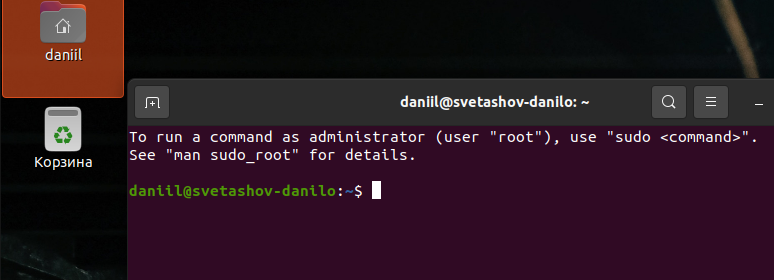 daniil
Корзина
daniil@svetashov-danilo: ~
To run a command as administrator (user "root"), use "sudo <command>".
See "man sudo_root" for details.
daniil@svetashov-danilo:~$